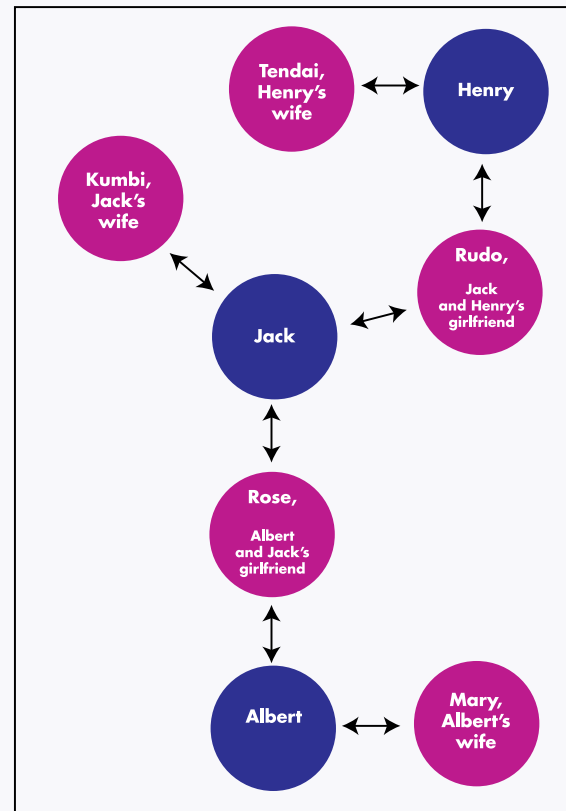 Tendai,
Henry's
wife
Henry
Kumbi,
Jack's
wife
Rudo,
Jack
and Henry's
girlfriend
Jack
Rose,
Albert
and Jack's
girlfriend
Albert
Mary,
Albert's
wife